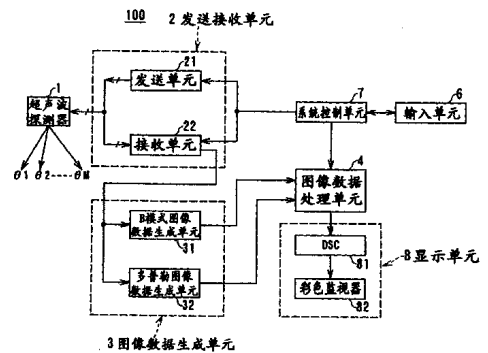 100
2发送接收单元
21
发送单元
1
超声波
探测器
22
接收单元
7
系统控制单元
6
输入单元
θ1 θ2----θM
4
图像数据
处理单元
B模式图像
数据生成单元
31
DSC
81
8显示单元
多普勒图像
数据生成单元
32
彩色监视器
82
3图像数据生成单元